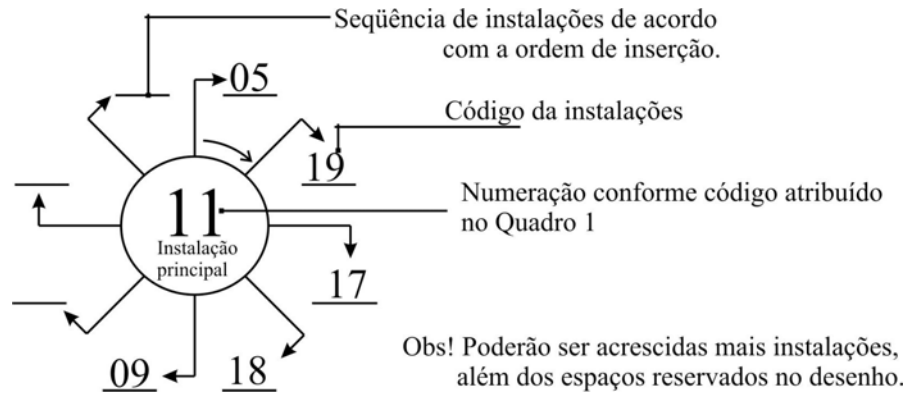 Seqüência de instalações de acordo
com a ordem de inserção.
05
Código da instalações
19
11
Instalação
principal
Numeração conforme código atribuído
no Quadro 1
17
18
09
Obs! Poderão ser acrescidas mais instalações,
além dos espaços reservados no desenho.